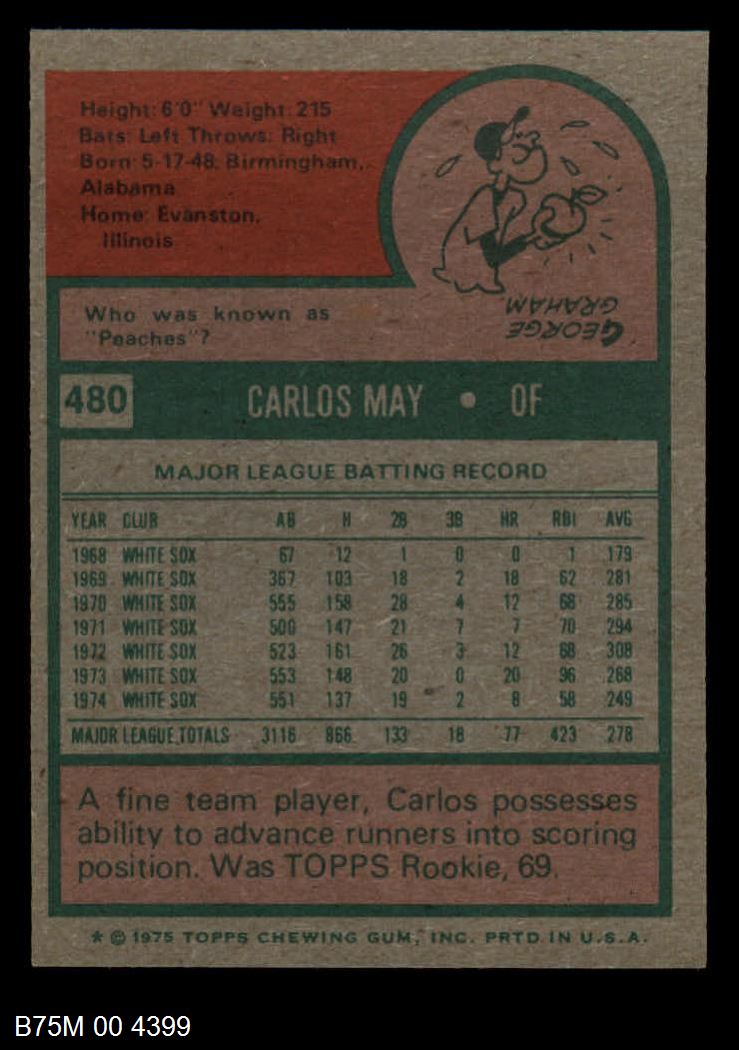 Height: 6'0" Weight: 215
Bats: Left Throws: Right
Born: 5-17-48, Birmingham,
Alabama
Home: Evanston,
Illinois
Who was known as
"Peaches"?
GEORGE
GRAHAM
480 CARLOS MAY • OF
MAJOR LEAGUE BATTING RECORD
YEAR CLUB AB H 2B 3B HR RBI AVG
1968 WHITE SOX 67 12 1 0 0 1 179
1969 WHITE SOX 367 103 18 2 18 62 281
1970 WHITE SOX 555 158 28 4 12 68 285
1971 WHITE SOX 500 147 21 7 7 70 294
1972 WHITE SOX 523 161 26 3 12 68 308
1973 WHITE SOX 553 148 20 0 20 96 268
1974 WHITE SOX 551 137 19 2 8 58 249
MAJOR LEAGUE TOTALS 3116 866 133 18 77 423 278
A fine team player, Carlos possesses
ability to advance runners into scoring
position. Was TOPPS Rookie, 69.
* © 1975 TOPPS CHEWING GUM, INC. PRTD. IN U.S.A.
B75M 00 4399